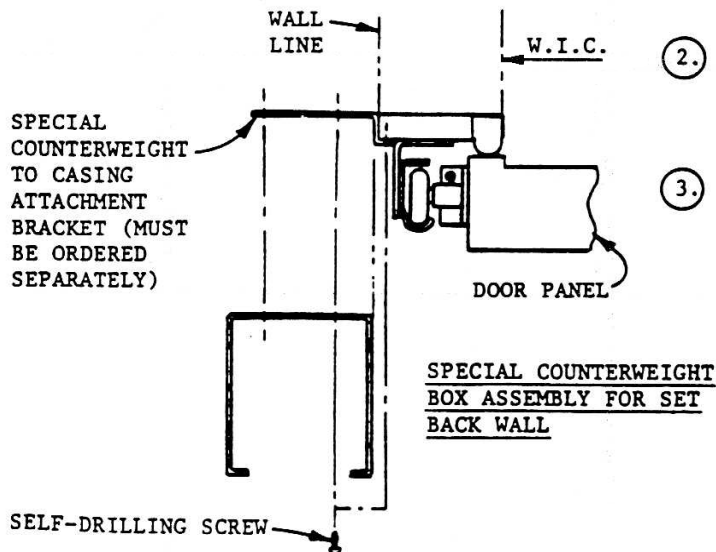 WALL
LINE
W.I.C.
2.
SPECIAL
COUNTERWEIGHT
TO CASING
ATTACHMENT
BRACKET (MUST
BE ORDERED
SEPARATELY)
3.
DOOR PANEL
SPECIAL COUNTERWEIGHT
BOX ASSEMBLY FOR SET
BACK WALL
SELF-DRILLING SCREW